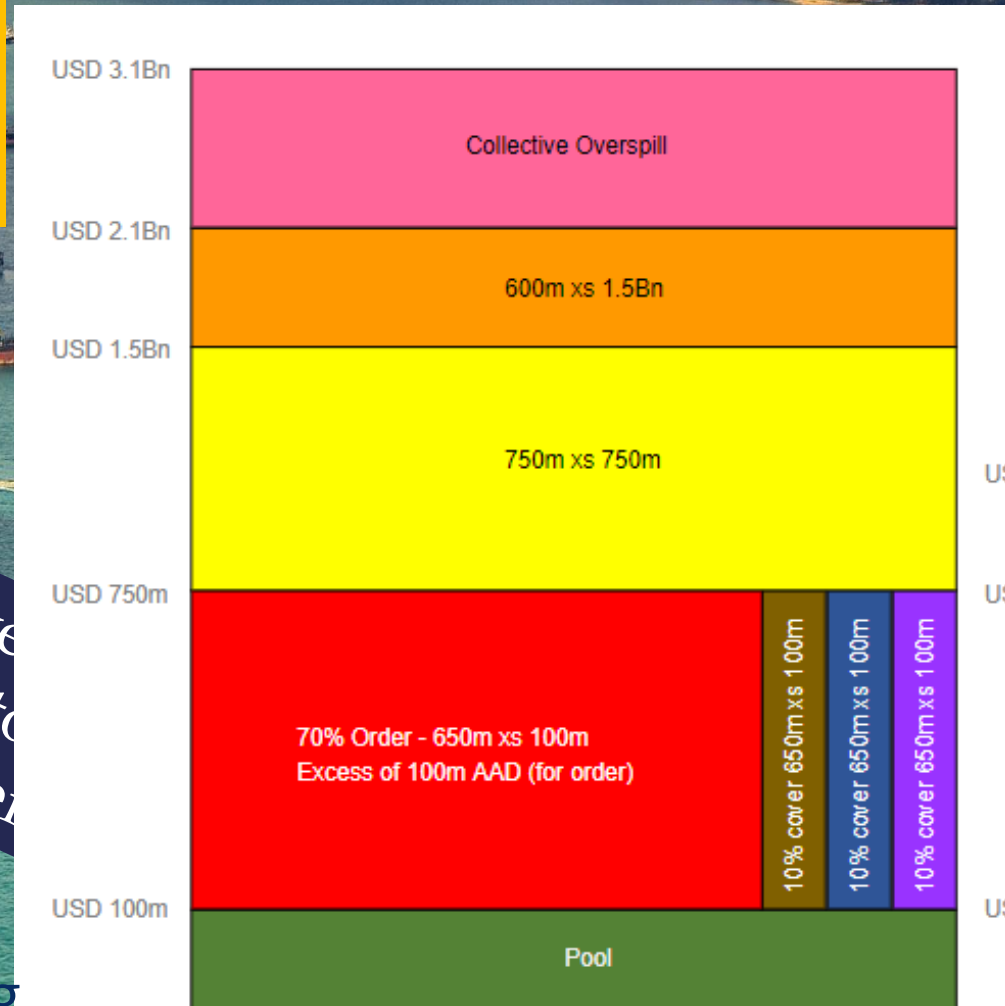 USD 3.1Bn
Collective Overspill
USD 2.1Bn
600m xs 1.5Bn
USD 1.5Bn
750m xs 750m
USD 750m
70% Order - 650m xs 100m
Excess of 100m AAD (for order)
10% cover 650m xs 100m
10% cover 650m xs 100m
10% cover 650m xs 100m
USD 100m
Pool